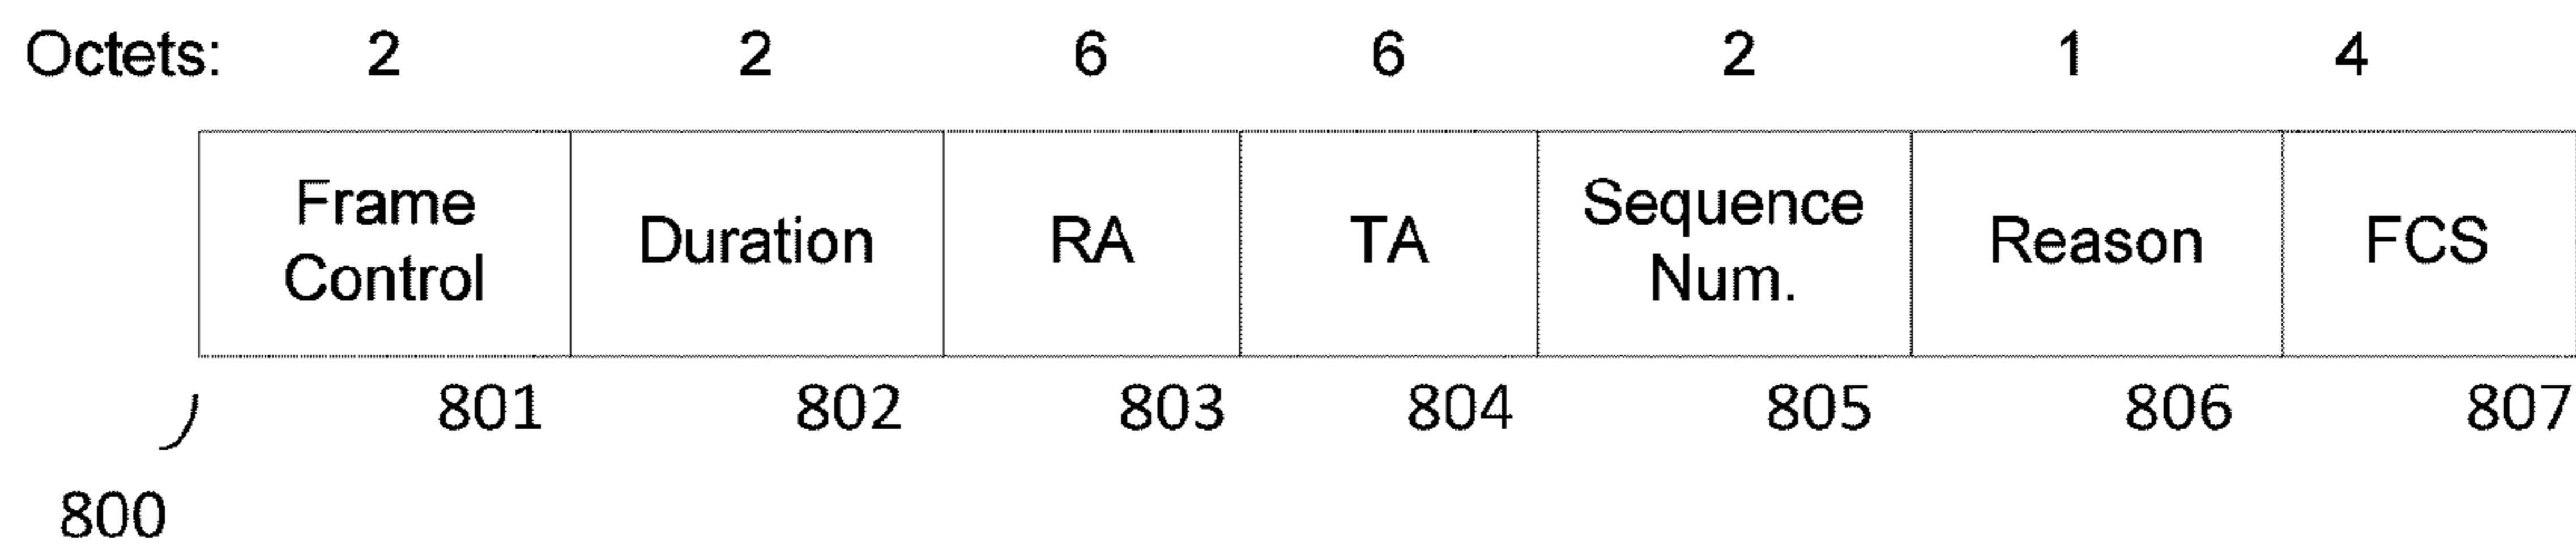 Octets: 2 2 6 6 2 1 4
Frame Control Duration RA TA Sequence Num. Reason FCS
801 802 803 804 805 806 807
800